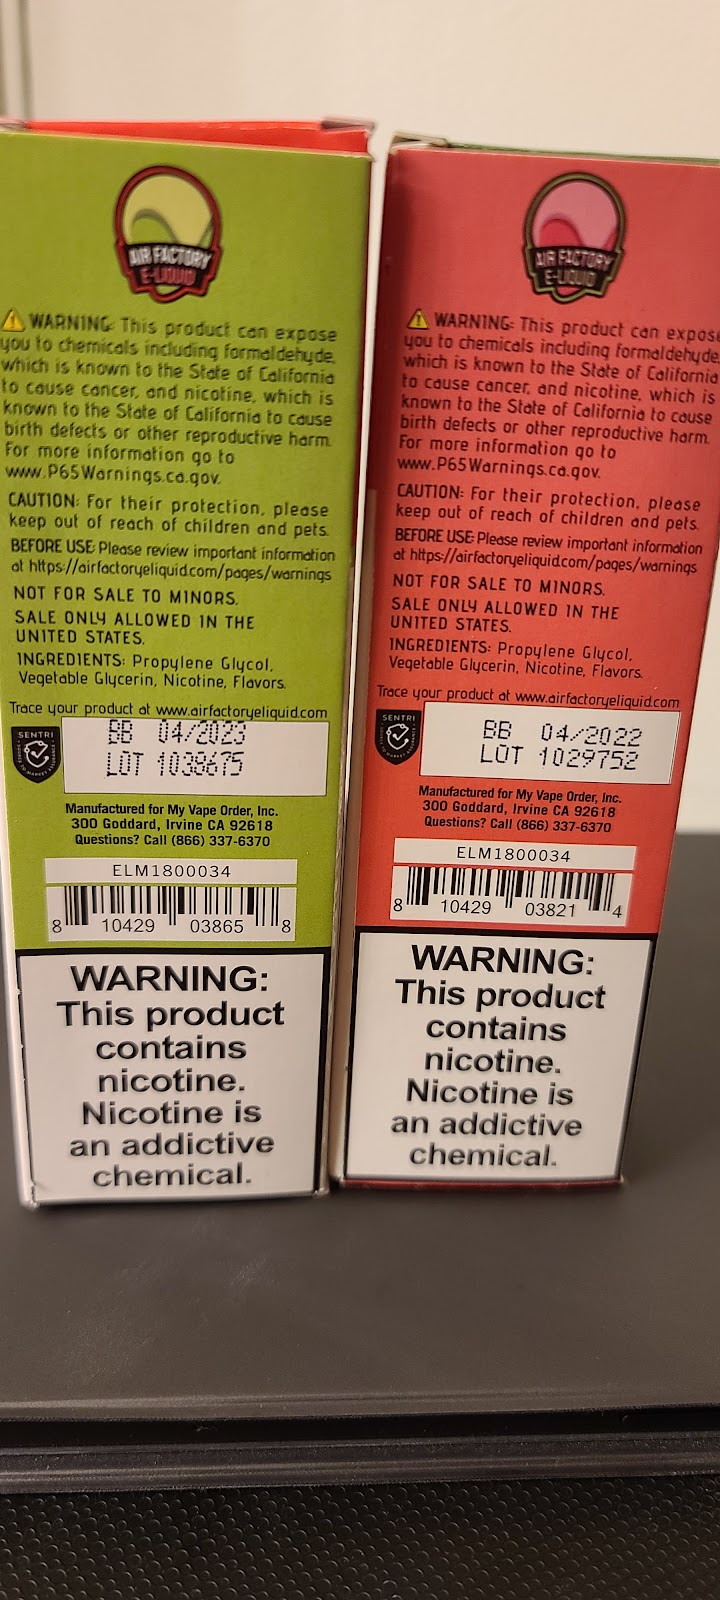 AIR FACTORY
E-LIQUID
WARNING: This product can expose
you to chemicals including formaldehyde,
which is known to the State of California
to cause cancer, and nicotine, which is
known to the State of California to cause
birth defects or other reproductive harm.
For more information go to
www.P65Warnings.ca.gov.
CAUTION: For their protection, please
keep out of reach of children and pets.
BEFORE USE: Please review important information
at https://airfactoryeliquid.com/pages/warnings
NOT FOR SALE TO MINORS.
SALE ONLY ALLOWED IN THE
UNITED STATES.
INGREDIENTS: Propylene Glycol,
Vegetable Glycerin, Nicotine, Flavors.
Trace your product at www.airfactoryeliquid.com
SENTRI
BB 04/2023
LOT 1038675
Manufactured for My Vape Order, Inc.
300 Goddard, Irvine CA 92618
Questions? Call (866) 337-6370
ELM1800034
8 10429 03865 8
WARNING:
This product
contains
nicotine.
Nicotine is
an addictive
chemical.
AIR FACTORY
E-LIQUID
WARNING: This product can expose
you to chemicals including formaldehyde,
which is known to the State of California
to cause cancer, and nicotine, which is
known to the State of California to cause
birth defects or other reproductive harm.
For more information go to
www.P65Warnings.ca.gov.
CAUTION: For their protection, please
keep out of reach of children and pets.
BEFORE USE: Please review important information
at https://airfactoryeliquid.com/pages/warnings
NOT FOR SALE TO MINORS.
SALE ONLY ALLOWED IN THE
UNITED STATES.
INGREDIENTS: Propylene Glycol,
Vegetable Glycerin, Nicotine, Flavors.
Trace your product at www.airfactoryeliquid.com
SENTRI
BB 04/2022
LOT 1029752
Manufactured for My Vape Order, Inc.
300 Goddard, Irvine CA 92618
Questions? Call (866) 337-6370
ELM1800034
8 10429 03821 4
WARNING:
This product
contains
nicotine.
Nicotine is
an addictive
chemical.